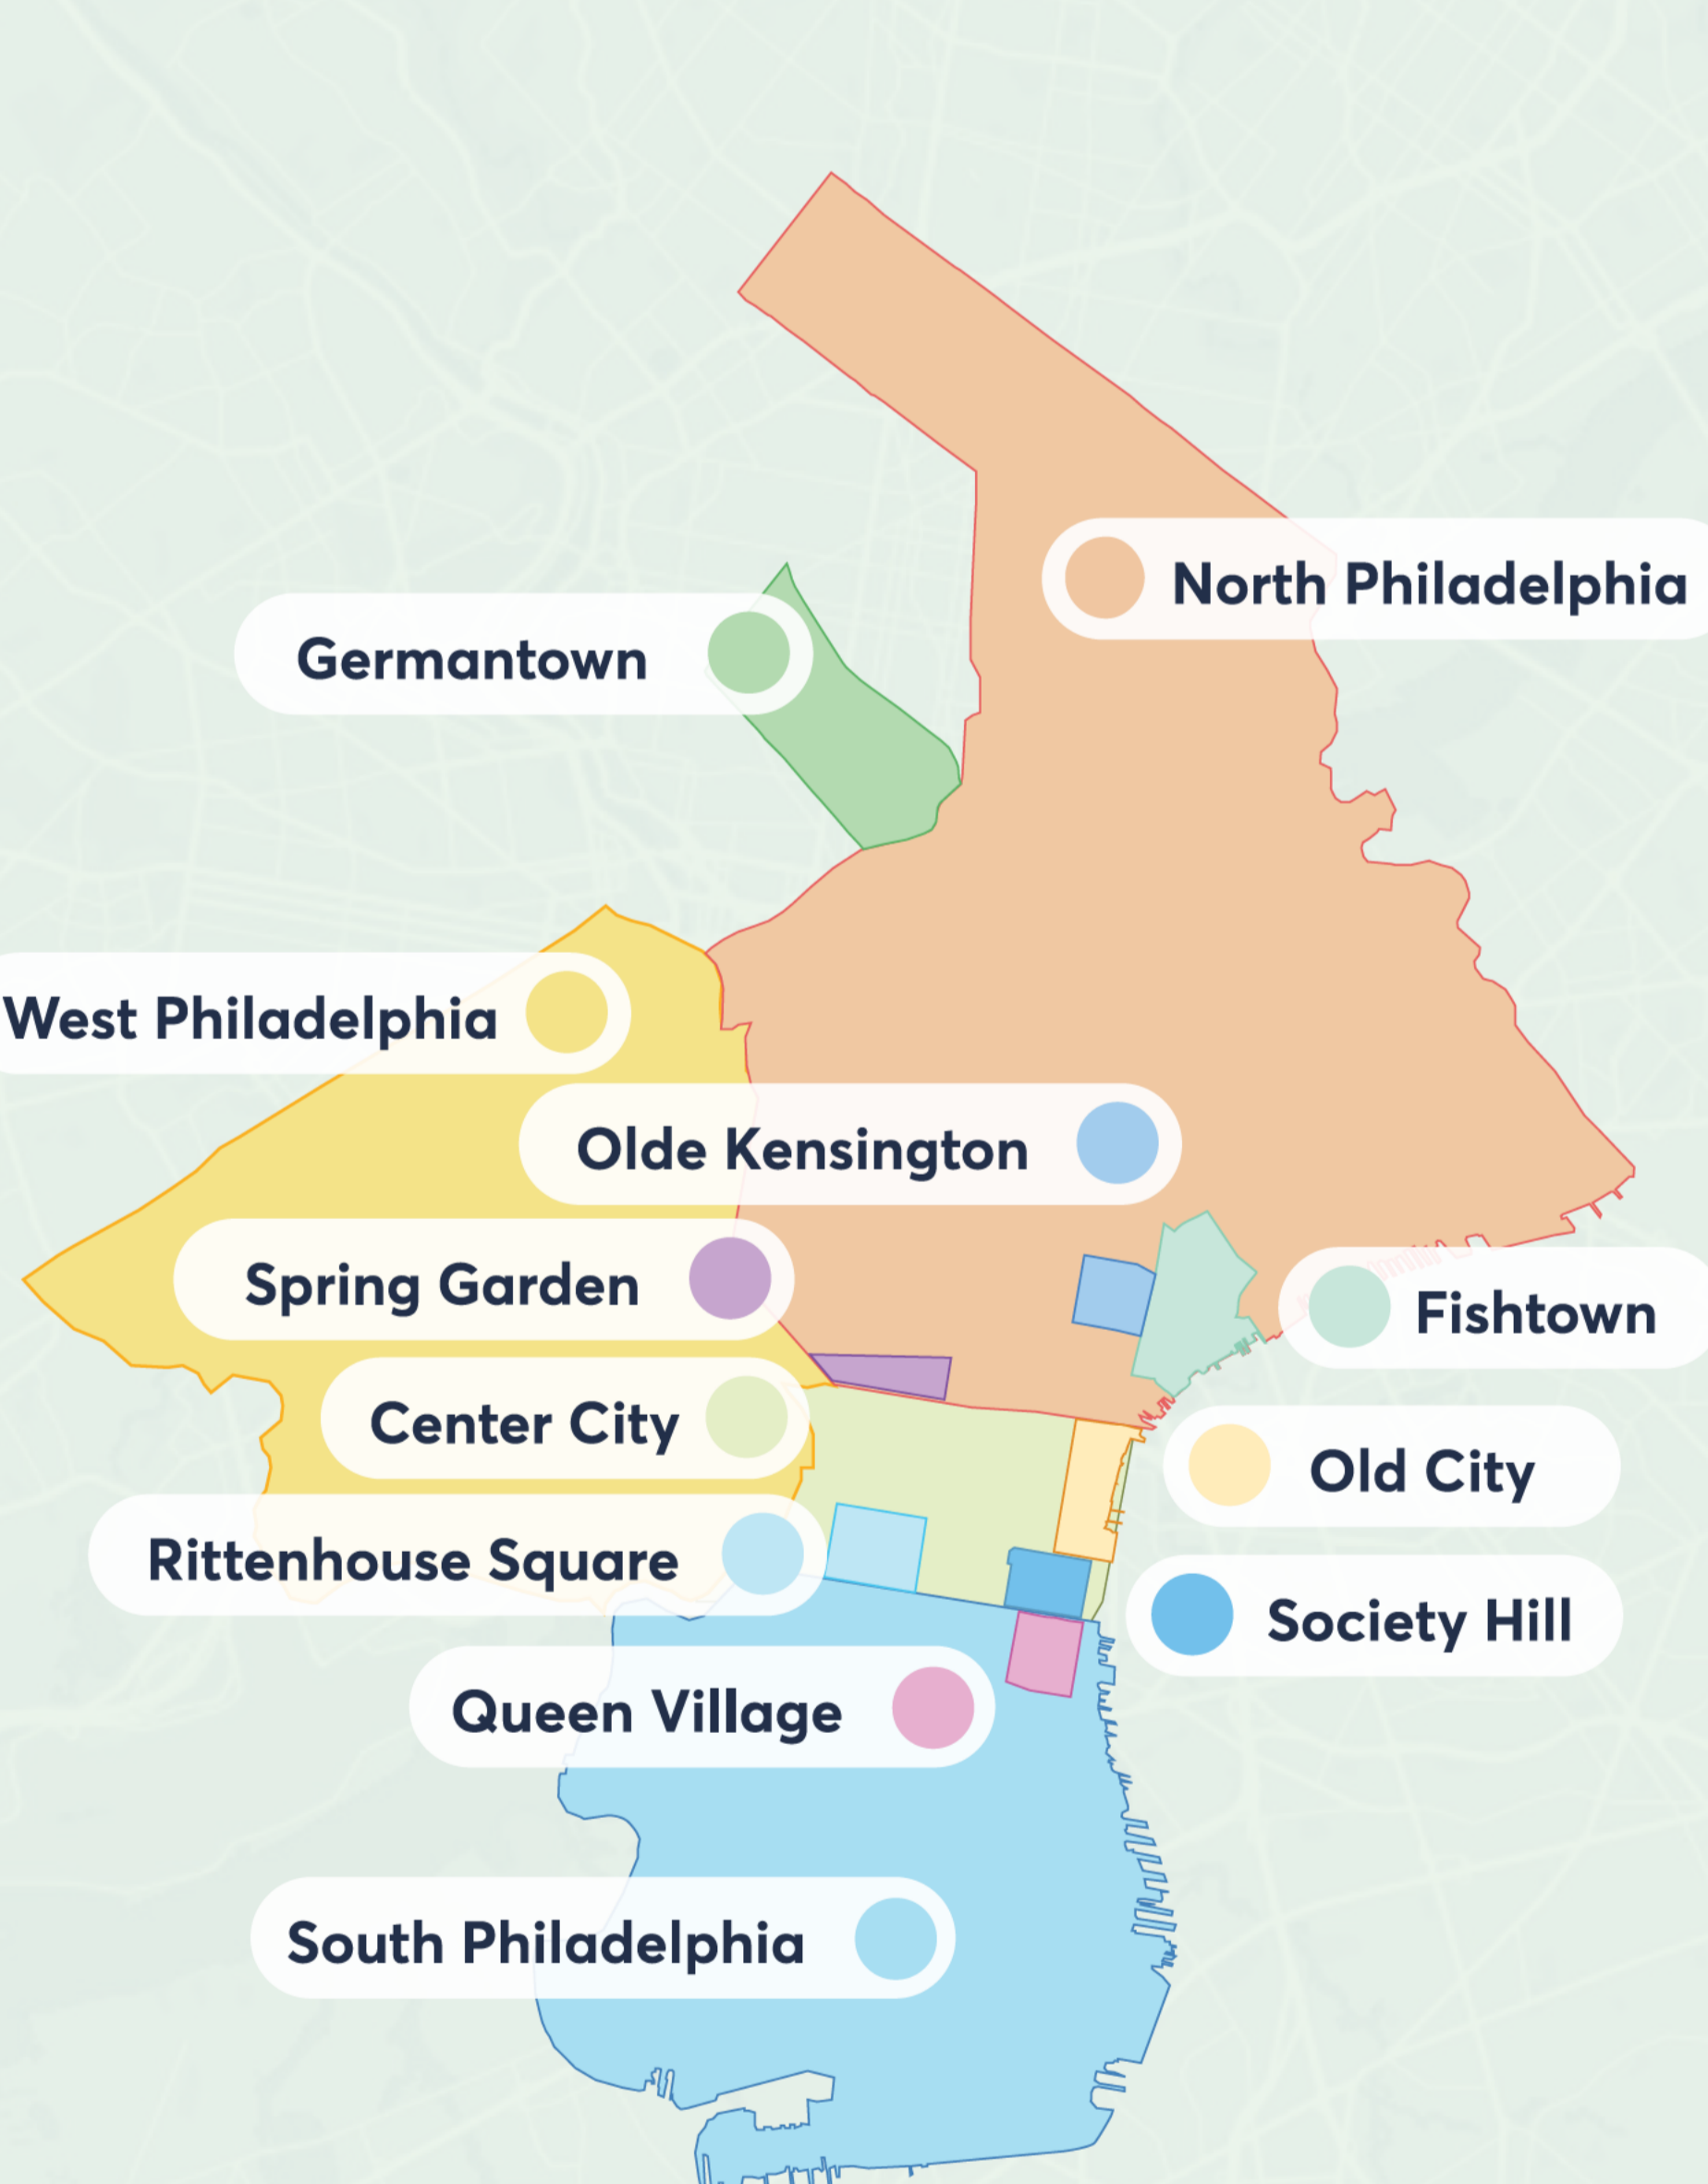 North Philadelphia
Germantown
West Philadelphia
Olde Kensington
Spring Garden
Fishtown
Center City
Old City
Rittenhouse Square
Society Hill
Queen Village
South Philadelphia